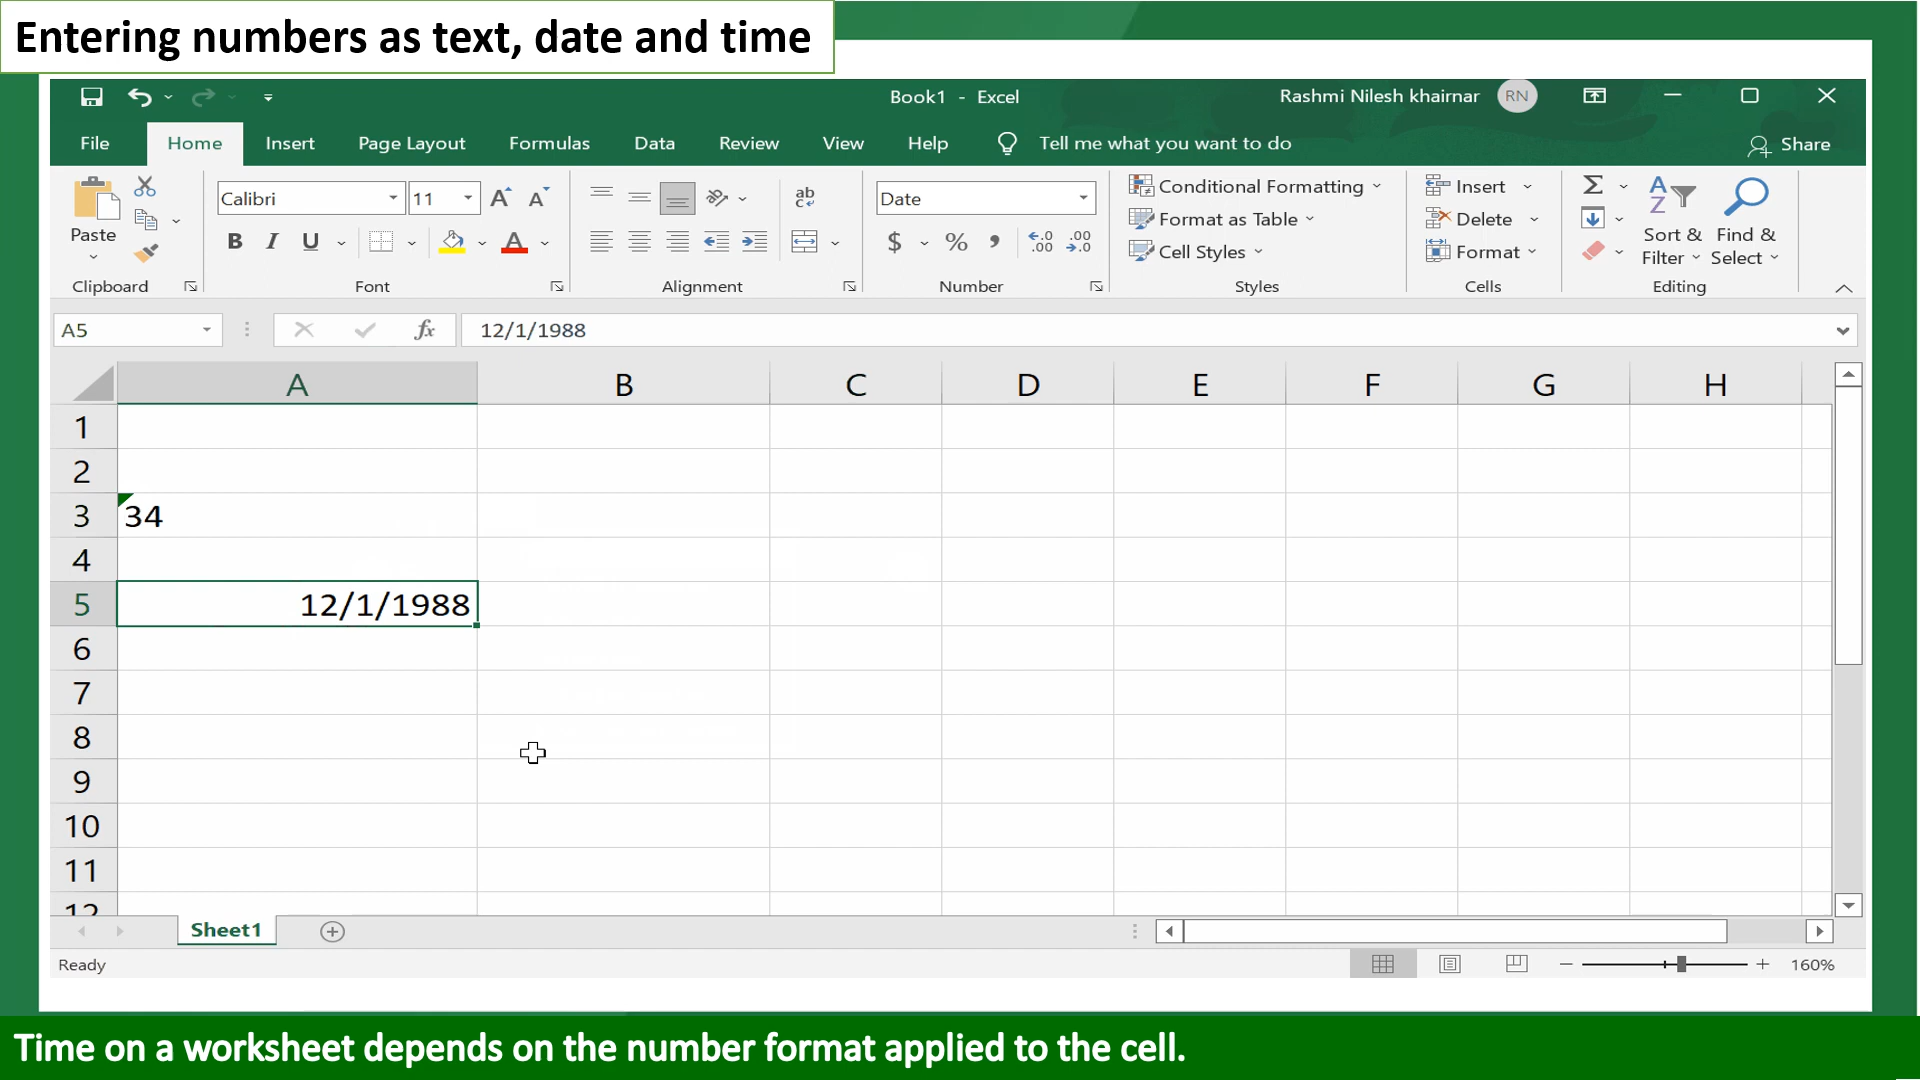 Entering numbers as text, date and time
Book1 - Excel
Rashmi Nilesh khairnar RN
File Home Insert Page Layout Formulas Data Review View Help Tell me what you want to do Share
Paste
Clipboard
Calibri 11
A A
B I U A
Font
ab
c
Alignment
Date
$ % , .00 .00
Number
Conditional Formatting
Format as Table
Cell Styles
Styles
Insert
Delete
Format
Cells
Σ
A
Z
Sort &
Filter
Find &
Select
Editing
A5 fx 12/1/1988
A B C D E F G H
1
2
3 34
4
5 12/1/1988
6
7
8
9
10
11
12
Sheet1
Ready 160%
Time on a worksheet depends on the number format applied to the cell.